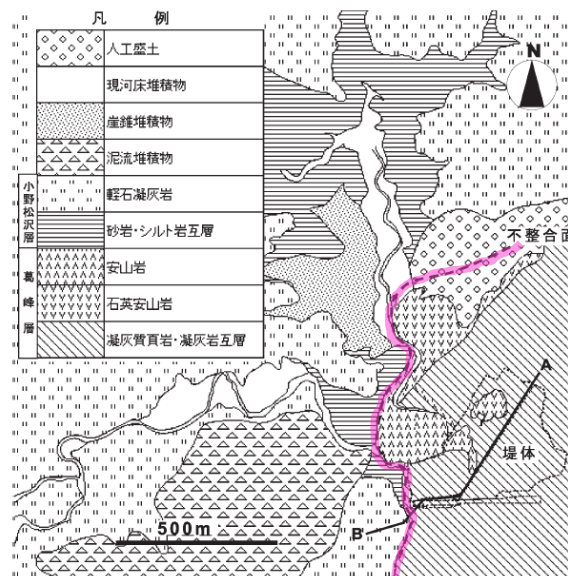 凡 例
人工盛土
現河床堆積物
崖錐堆積物
泥流堆積物
小野松沢層
軽石凝灰岩
砂岩・シルト岩互層
葛峰層
安山岩
石英安山岩
凝灰質頁岩・凝灰岩互層
N
不整合面
A
堤体
B
500m